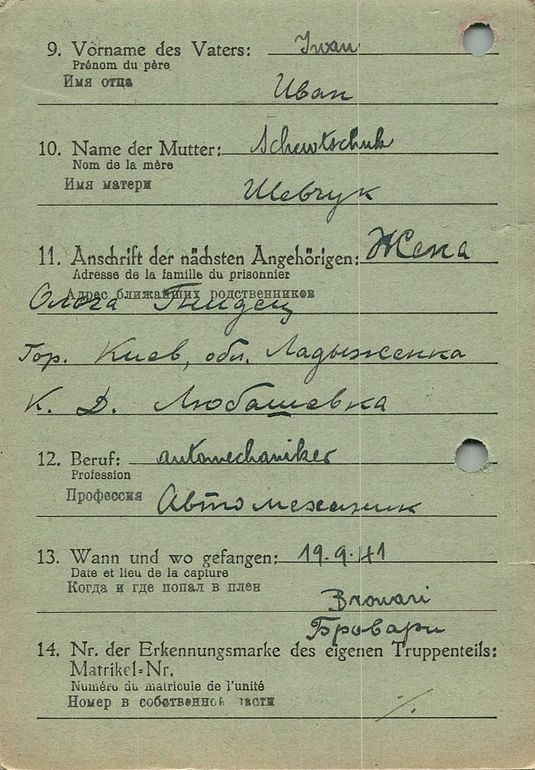 9. Vorname des Vaters: Iwan
Prénom du père
Имя отца
Иван
10. Name der Mutter: Schewtschuk
Nom de la mère
Имя матери
Шевчук
11. Anschrift der nächsten Angehörigen: Жена
Adresse de la famille du prisonnier
Адрес ближайших родственников
Ольга
Гор. Киев, обл. Ладыженка
К. Д. Любашевка
12. Beruf: automechaniker
Profession
Профессия
Автомеханик
13. Wann und wo gefangen: 19.9.41
Date et lieu de la capture
Когда и где попал в плен
Browari
Бровари
14. Nr. der Erkennungsmarke des eigenen Truppenteils:
Matrikel-Nr.
Numéro du matricule de l'unité
Номер в собственной части